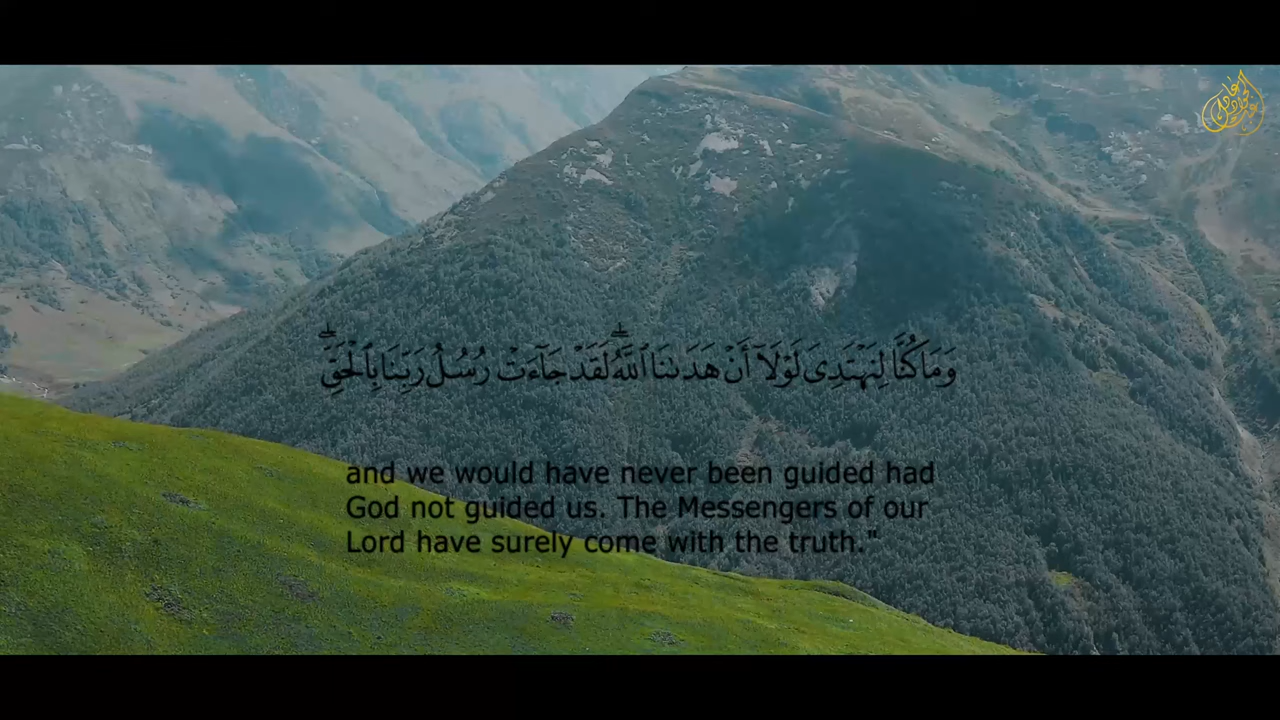 وَمَا كُنَّا لِنَهْتَدِىَ لَوْلَآ أَنْ هَدَىٰنَا ٱللَّهُ ۖ لَقَدْ جَآءَتْ رُسُلُ رَبِّنَا بِٱلْحَقِّ ۖ
and we would have never been guided had
God not guided us. The Messengers of our
Lord have surely come with the truth."